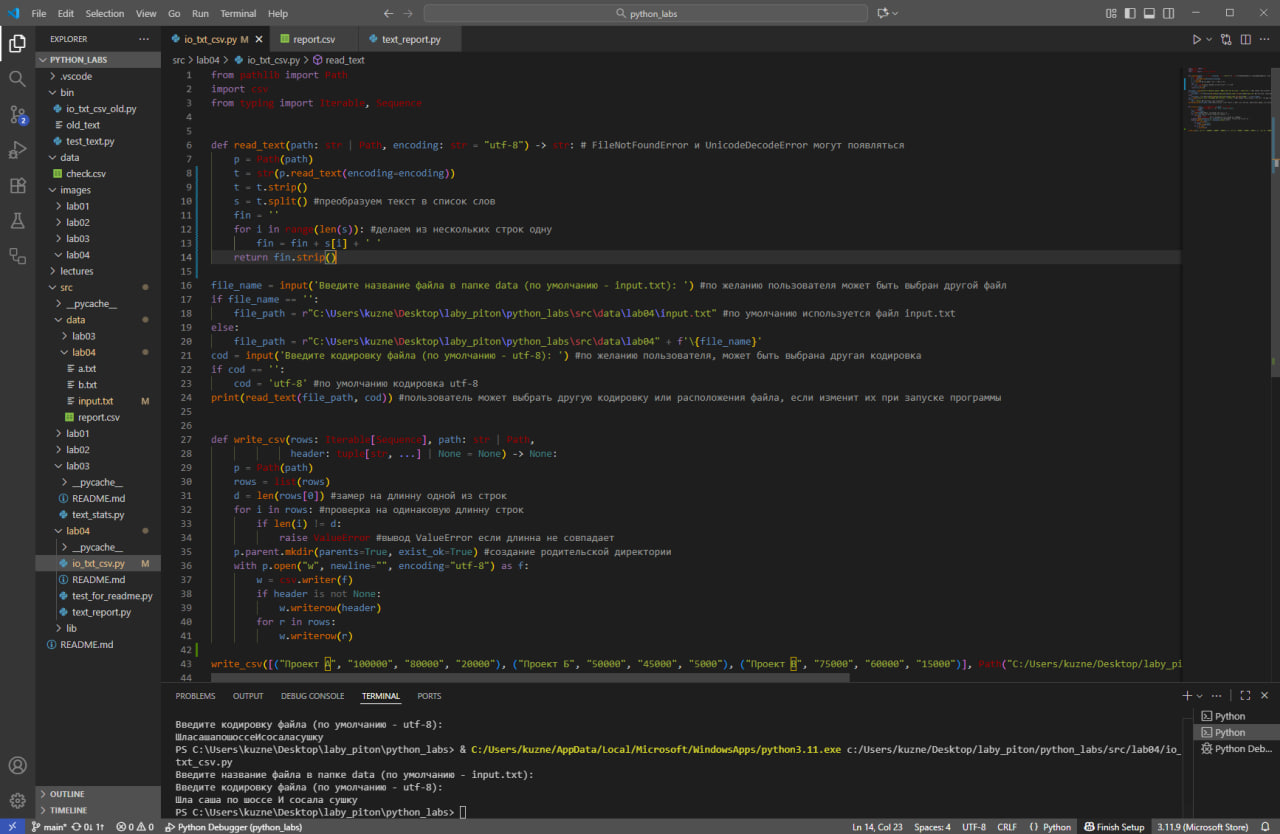 File Edit Selection View Go Run Terminal Help
python_labs
EXPLORER
PYTHON_LABS
.vscode
bin
io_txt_csv_old.py
old_text
test_text.py
data
check.csv
images
lab01
lab02
lab03
lab04
lectures
src
__pycache__
data
lab03
lab04
a.txt
b.txt
input.txt M
report.csv
lab01
lab02
lab03
__pycache__
README.md
text_stats.py
lab04
__pycache__
io_txt_csv.py M
README.md
test_for_readme.py
text_report.py
lib
README.md
OUTLINE
TIMELINE
io_txt_csv.py M report.csv text_report.py
src > lab04 > io_txt_csv.py > read_text
1 from pathlib import Path
2 import csv
3 from typing import Iterable, Sequence
4
5
6 def read_text(path: str | Path, encoding: str = "utf-8") -> str: # FileNotFoundError и UnicodeDecodeError могут появляться
7 p = Path(path)
8 t = str(p.read_text(encoding=encoding))
9 t = t.strip()
10 s = t.split() #преобразуем текст в список слов
11 fin = ''
12 for i in range(len(s)): #делаем из нескольких строк одну
13 fin = fin + s[i] + ' '
14 return fin.strip()
15
16 file_name = input('Введите название файла в папке data (по умолчанию - input.txt): ') #по желанию пользователя может быть выбран другой файл
17 if file_name == '':
18 file_path = r"C:\Users\kuzne\Desktop\laby_piton\python_labs\src\data\lab04\input.txt" #по умолчанию используется файл input.txt
19 else:
20 file_path = r"C:\Users\kuzne\Desktop\laby_piton\python_labs\src\data\lab04" + f'\{file_name}'
21 cod = input('Введите кодировку файла (по умолчанию - utf-8): ') #по желанию пользователя, может быть выбрана другая кодировка
22 if cod == '':
23 cod = 'utf-8' #по умолчанию кодировка utf-8
24 print(read_text(file_path, cod)) #пользователь может выбрать другую кодировку или расположения файла, если изменит их при запуске программы
25
26
27 def write_csv(rows: Iterable[Sequence], path: str | Path,
28 header: tuple[str, ...] | None = None) -> None:
29 p = Path(path)
30 rows = list(rows)
31 d = len(rows[0]) #замер на длинну одной из строк
32 for i in rows: #проверка на одинаковую длинну строк
33 if len(i) != d:
34 raise ValueError #вывод ValueError если длинна не совпадает
35 p.parent.mkdir(parents=True, exist_ok=True) #создание родительской директории
36 with p.open("w", newline="", encoding="utf-8") as f:
37 w = csv.writer(f)
38 if header is not None:
39 w.writerow(header)
40 for r in rows:
41 w.writerow(r)
42
43 write_csv([("Проект А", "100000", "80000", "20000"), ("Проект Б", "50000", "45000", "5000"), ("Проект В", "75000", "60000", "15000")], Path("C:/Users/kuzne/Desktop/laby_pi
44
PROBLEMS OUTPUT DEBUG CONSOLE TERMINAL PORTS
Введите кодировку файла (по умолчанию - utf-8):
ШласашапошоссеИсосаласушку
PS C:\Users\kuzne\Desktop\laby_piton\python_labs> & C:/Users/kuzne/AppData/Local/Microsoft/WindowsApps/python3.11.exe c:/Users/kuzne/Desktop/laby_piton/python_labs/src/lab04/io_
txt_csv.py
Введите название файла в папке data (по умолчанию - input.txt):
Введите кодировку файла (по умолчанию - utf-8):
Шла саша по шоссе И сосала сушку
PS C:\Users\kuzne\Desktop\laby_piton\python_labs>
Python
Python
Python Deb...
2
main* 0↓ 1↑ 0 0 Python Debugger (python_labs)
Ln 14, Col 23 Spaces: 4 UTF-8 CRLF {} Python Finish Setup 3.11.9 (Microsoft Store)